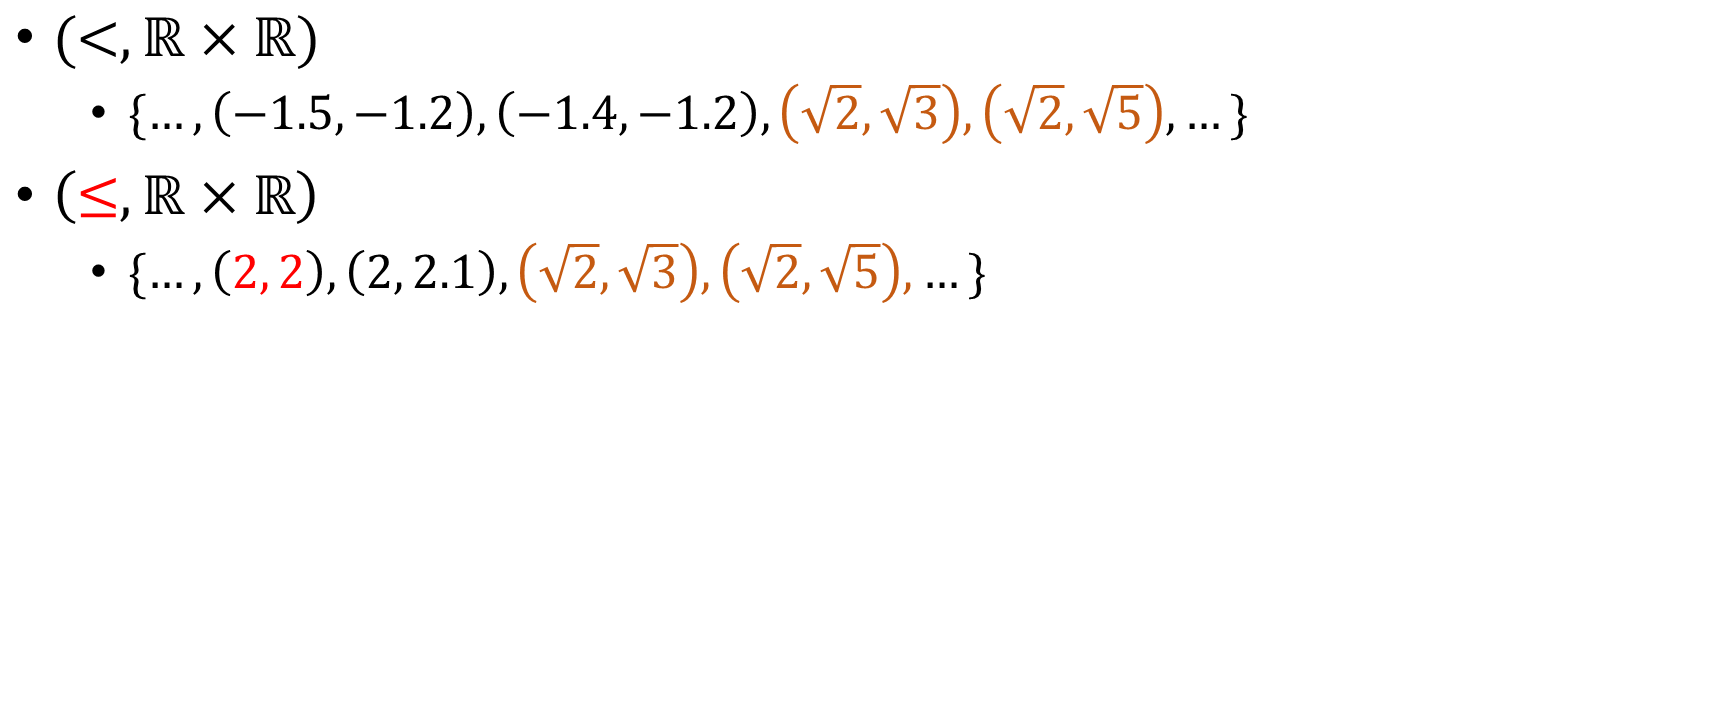 • (<, ℝ × ℝ)
• {… , (−1.5, −1.2), (−1.4, −1.2), (√2, √3), (√2, √5), … }
• (≤, ℝ × ℝ)
• {… , (2, 2), (2, 2.1), (√2, √3), (√2, √5), … }